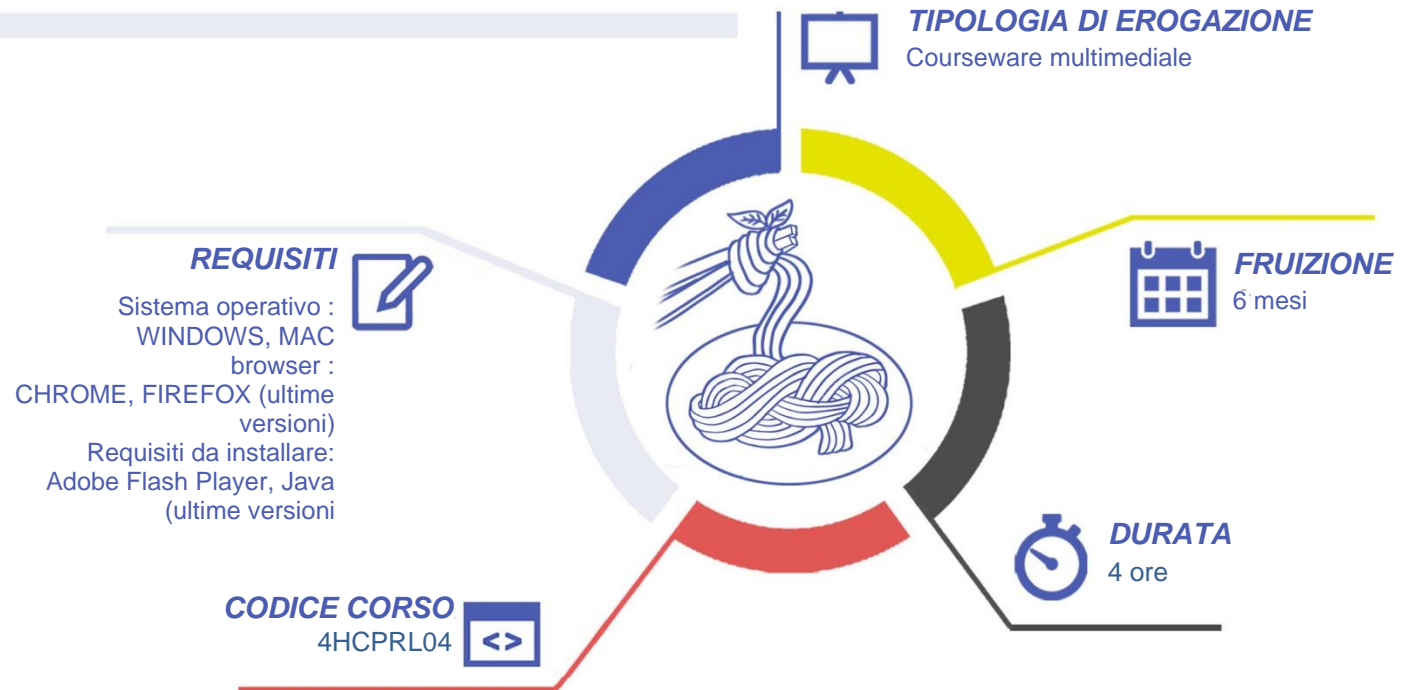 TIPOLOGIA DI EROGAZIONE
Courseware multimediale
REQUISITI
Sistema operativo :
WINDOWS, MAC
browser :
CHROME, FIREFOX (ultime
versioni)
Requisiti da installare:
Adobe Flash Player, Java
(ultime versioni
FRUIZIONE
6 mesi
DURATA
4 ore
CODICE CORSO
4HCPRL04
<>